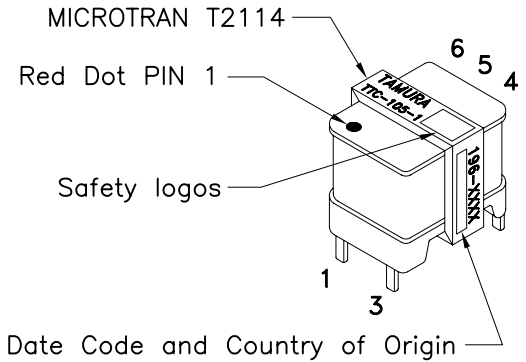 MICROTRAN T2114
Red Dot PIN 1
Safety logos
Date Code and Country of Origin
TAMURA
TTC-105-1
196-XXXX
6 5 4
1
3